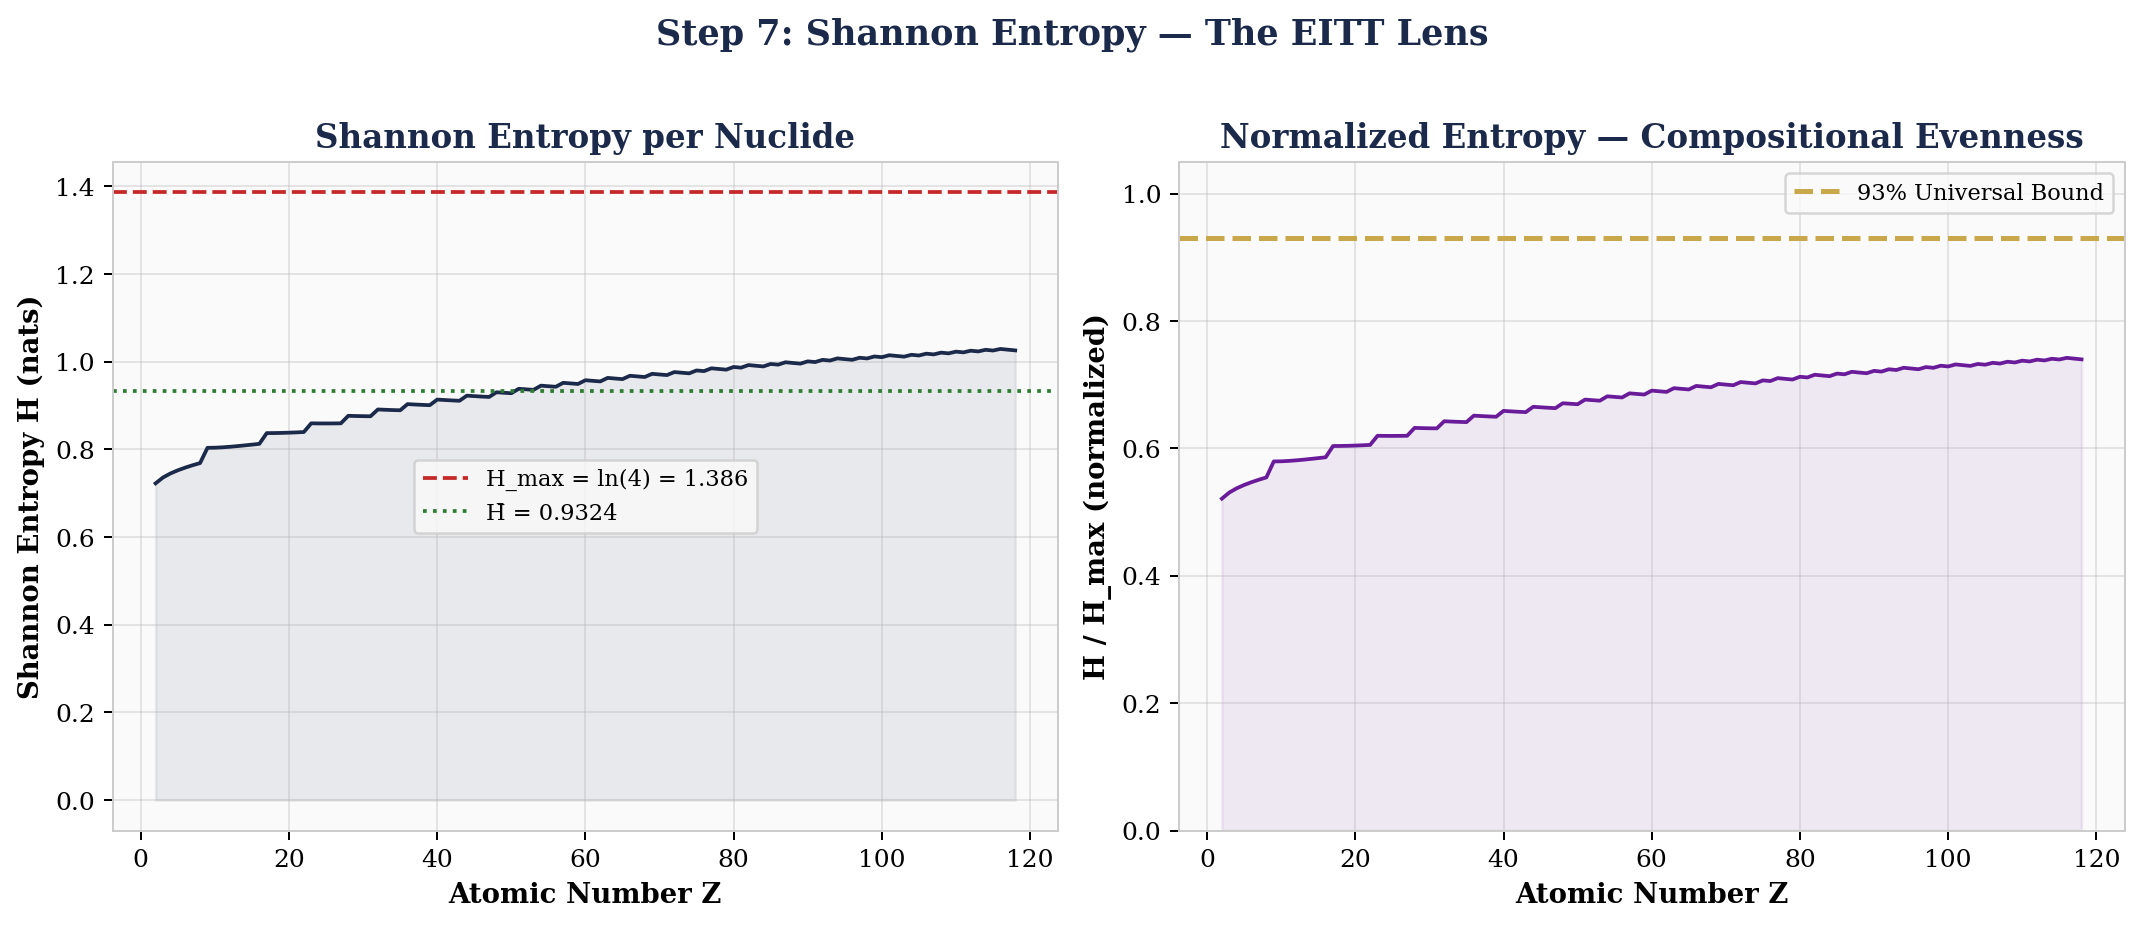 Step 7: Shannon Entropy — The EITT Lens
Shannon Entropy per Nuclide
Shannon Entropy H (nats)
1.4
1.2
1.0
0.8
0.6
0.4
0.2
0.0
H_max = ln(4) = 1.386
H̄ = 0.9324
0 20 40 60 80 100 120
Atomic Number Z
Normalized Entropy — Compositional Evenness
H / H_max (normalized)
1.0
0.8
0.6
0.4
0.2
0.0
93% Universal Bound
0 20 40 60 80 100 120
Atomic Number Z